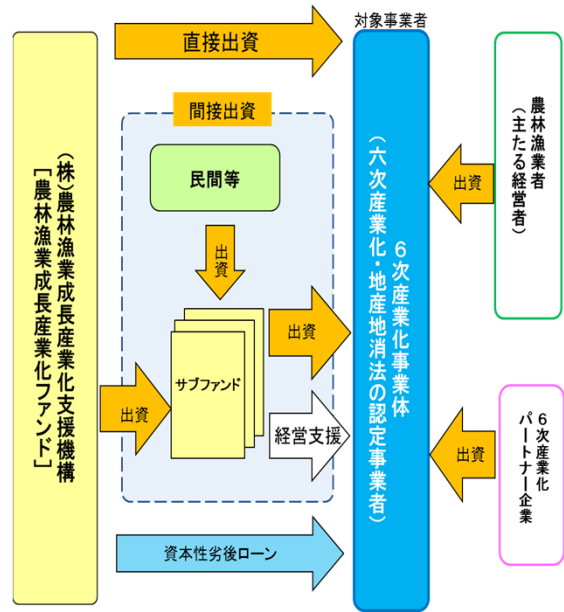 直接出資
対象事業者
間接出資
民間等
出資
サブファンド
出資
出資
経営支援
資本性劣後ローン
(株)農林漁業成長産業化支援機構
[農林漁業成長産業化ファンド]
6次産業化事業体
(六次産業化・地産地消法の認定事業者)
農林漁業者
(主たる経営者)
出資
6次産業化
パートナー企業
出資